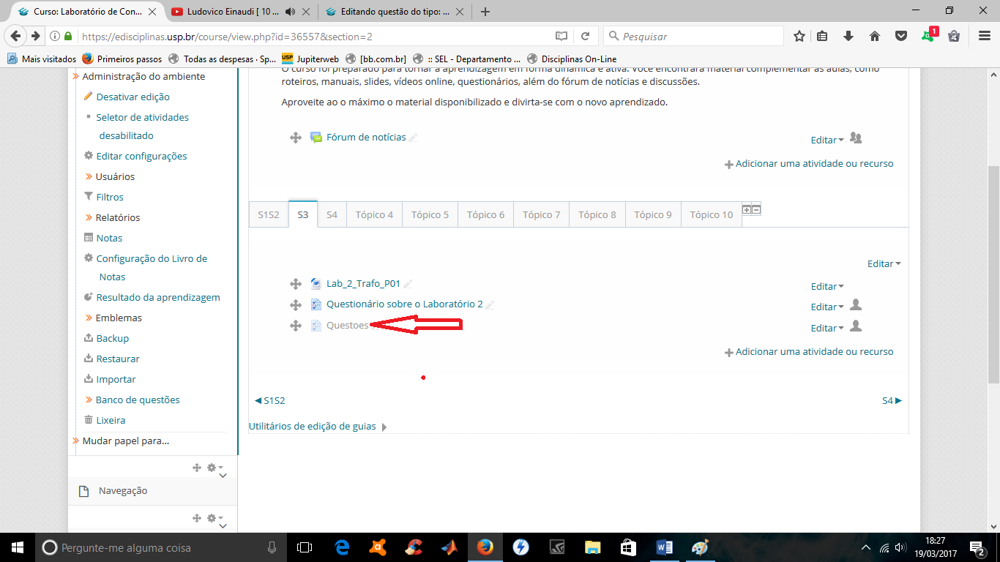 Curso: Laboratório de Con...
Ludovico Einaudi [ 10 ...
Editando questão do tipo: ...
https://edisciplinas.usp.br/course/view.php?id=36557&section=2
Pesquisar
1
Mais visitados
Primeiros passos
Todas as despesas · Sp...
USP
Jupiterweb
[bb.com.br]
:: SEL - Departamento ...
Disciplinas On-Line
Administração do ambiente
Desativar edição
Seletor de atividades
desabilitado
Editar configurações
Usuários
Filtros
Relatórios
Notas
Configuração do Livro de
Notas
Resultado da aprendizagem
Emblemas
Backup
Restaurar
Importar
Banco de questões
Lixeira
Mudar papel para...
Navegação
O curso foi preparado para tornar a aprendizagem em forma dinâmica e ativa. Você encontrará material complementar às aulas, como
roteiros, manuais, slides, vídeos online, questionários, além do fórum de notícias e discussões.
Aproveite ao o máximo o material disponibilizado e divirta-se com o novo aprendizado.
Fórum de notícias
Editar
Adicionar uma atividade ou recurso
S1S2
S3
S4
Tópico 4
Tópico 5
Tópico 6
Tópico 7
Tópico 8
Tópico 9
Tópico 10
Editar
Lab_2_Trafo_P01
Editar
Questionário sobre o Laboratório 2
Editar
Questoes
Editar
Adicionar uma atividade ou recurso
S1S2
S4
Utilitários de edição de guias
Pergunte-me alguma coisa
18:27
19/03/2017
2